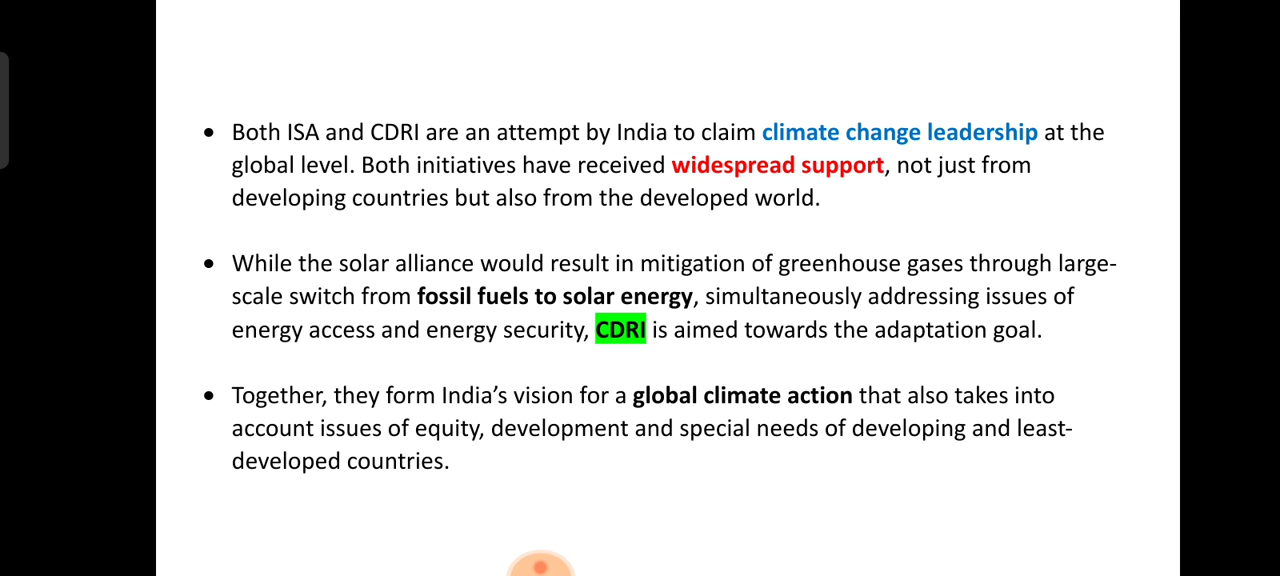 • Both ISA and CDRI are an attempt by India to claim climate change leadership at the
global level. Both initiatives have received widespread support, not just from
developing countries but also from the developed world.
• While the solar alliance would result in mitigation of greenhouse gases through large-
scale switch from fossil fuels to solar energy, simultaneously addressing issues of
energy access and energy security, CDRI is aimed towards the adaptation goal.
• Together, they form India’s vision for a global climate action that also takes into
account issues of equity, development and special needs of developing and least-
developed countries.